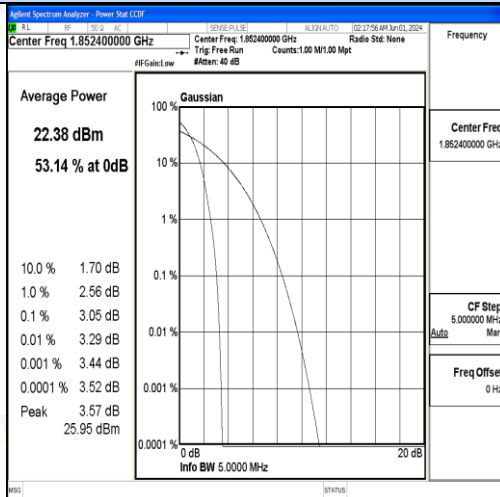 Agilent Spectrum Analyzer - Power Stat CCDF
RL RF 50 Ω AC SENSE:PULSE ALIGN AUTO 02:17:56 AM Jun 01, 2024
Center Freq 1.852400000 GHz
Center Freq: 1.852400000 GHz Radio Std: None
Trig: Free Run Counts:1.00 M/1.00 Mpt
#IFGain:Low #Atten: 40 dB
Frequency
Average Power
22.38 dBm
53.14 % at 0dB
10.0 % 1.70 dB
1.0 % 2.56 dB
0.1 % 3.05 dB
0.01 % 3.29 dB
0.001 % 3.44 dB
0.0001 % 3.52 dB
Peak 3.57 dB
25.95 dBm
Gaussian
100 %
10 %
1 %
0.1 %
0.01 %
0.001 %
0.0001 %
0 dB 20 dB
Info BW 5.0000 MHz
Center Freq
1.852400000 GHz
CF Step
5.000000 MHz
Auto Man
Freq Offset
0 Hz
MSG STATUS